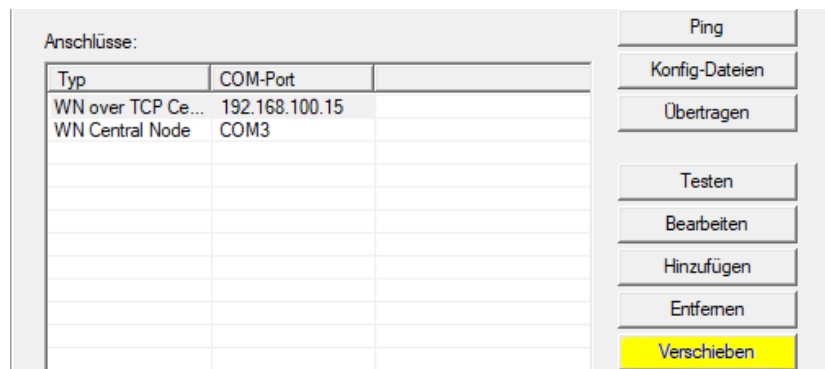 Anschlüsse:
Typ COM-Port
WN over TCP Ce... 192.168.100.15
WN Central Node COM3
Ping
Konfig-Dateien
Übertragen
Testen
Bearbeiten
Hinzufügen
Entfernen
Verschieben